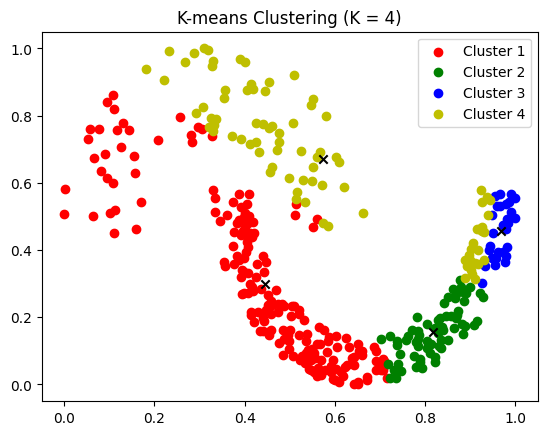 K-means Clustering (K = 4)
Cluster 1
Cluster 2
Cluster 3
Cluster 4
1.0
0.8
0.6
0.4
0.2
0.0
0.0 0.2 0.4 0.6 0.8 1.0